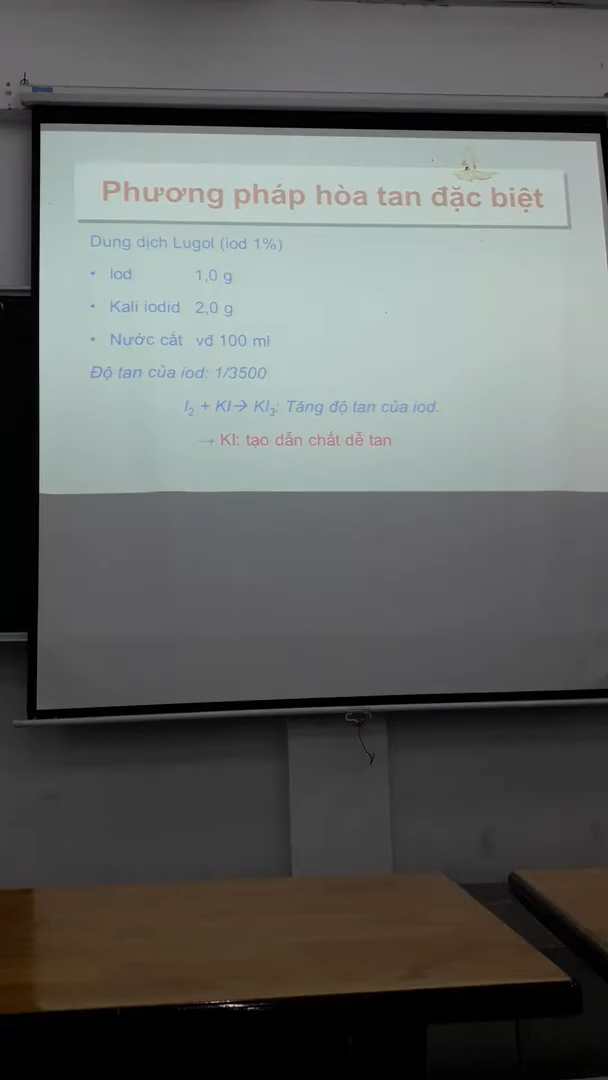 Phương pháp hòa tan đặc biệt
Dung dịch Lugol (iod 1%)
• Iod 1,0 g
• Kali iodid 2,0 g
• Nước cất vđ 100 ml
Độ tan của iod: 1/3500
I₂ + KI→ KI₃: Tăng độ tan của iod.
→ KI: tạo dẫn chất dễ tan